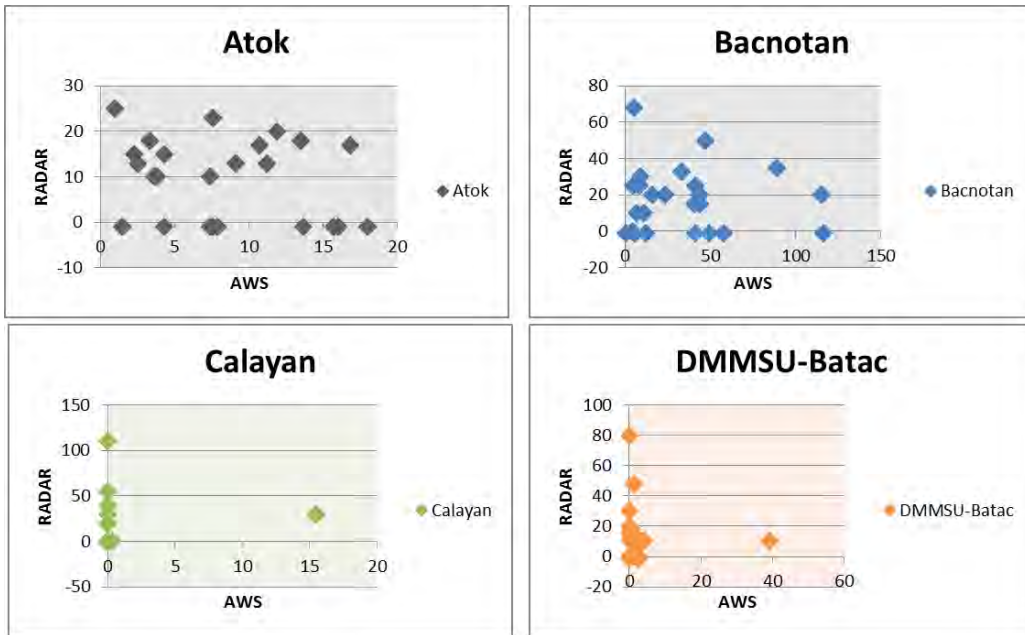 Atok
30
20
10
0
-10
0 5 10 15 20
RADAR
AWS
Atok
Bacnotan
80
60
40
20
0
-20
0 50 100 150
RADAR
AWS
Bacnotan
Calayan
150
100
50
0
-50
0 5 10 15 20
RADAR
AWS
Calayan
DMMSU-Batac
100
80
60
40
20
0
-20
0 20 40 60
RADAR
AWS
DMMSU-Batac